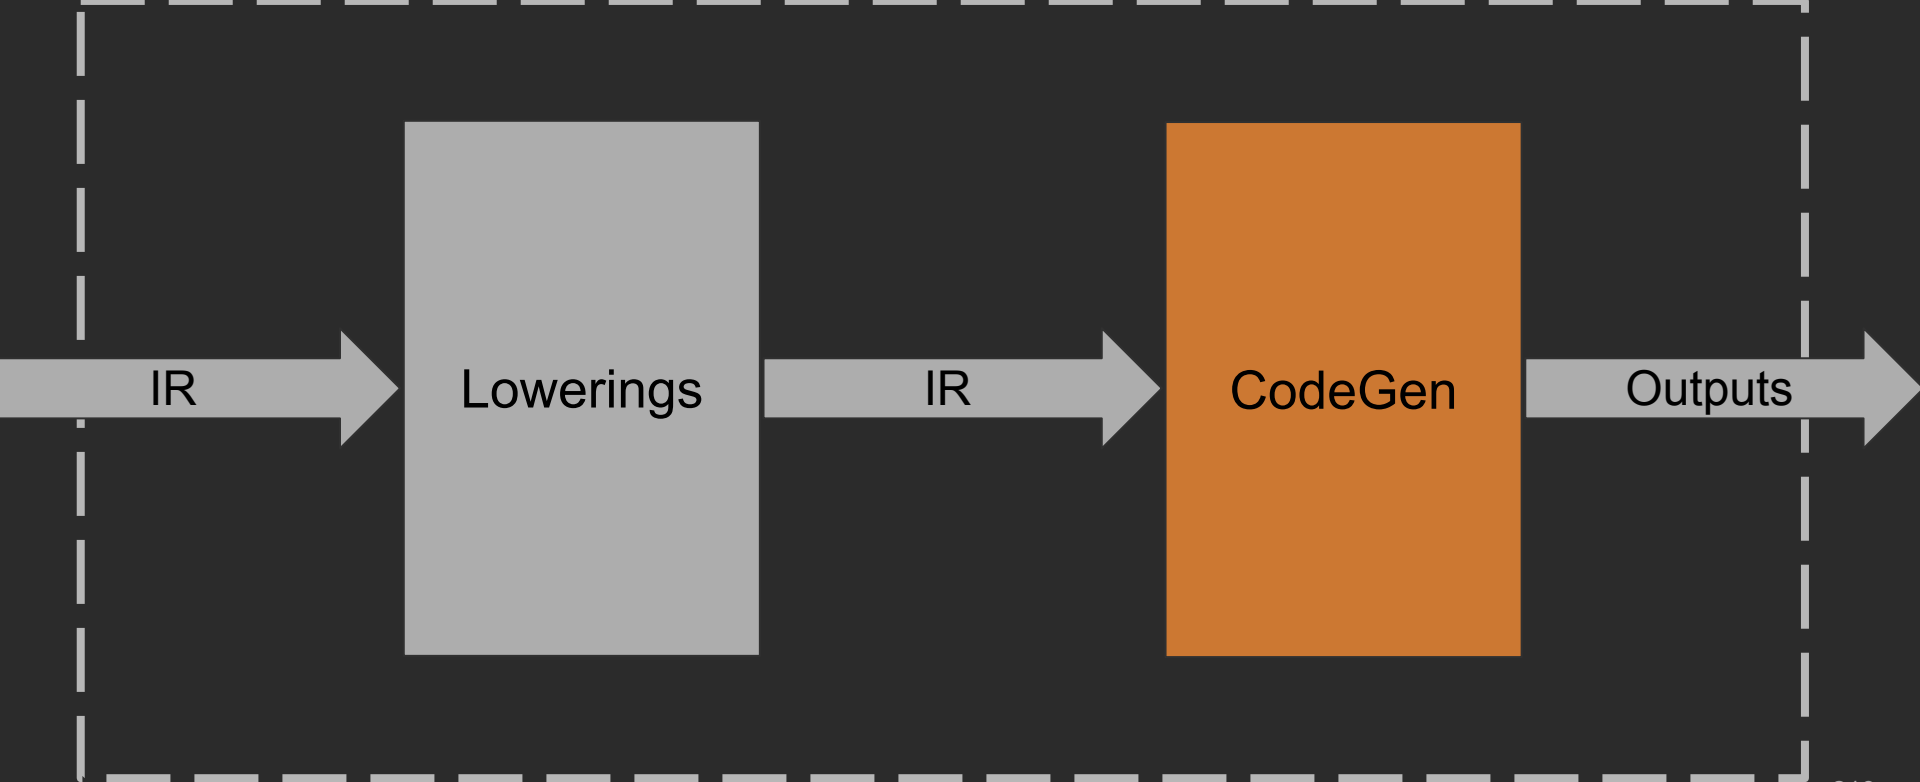 IR
Lowerings
IR
CodeGen
Outputs